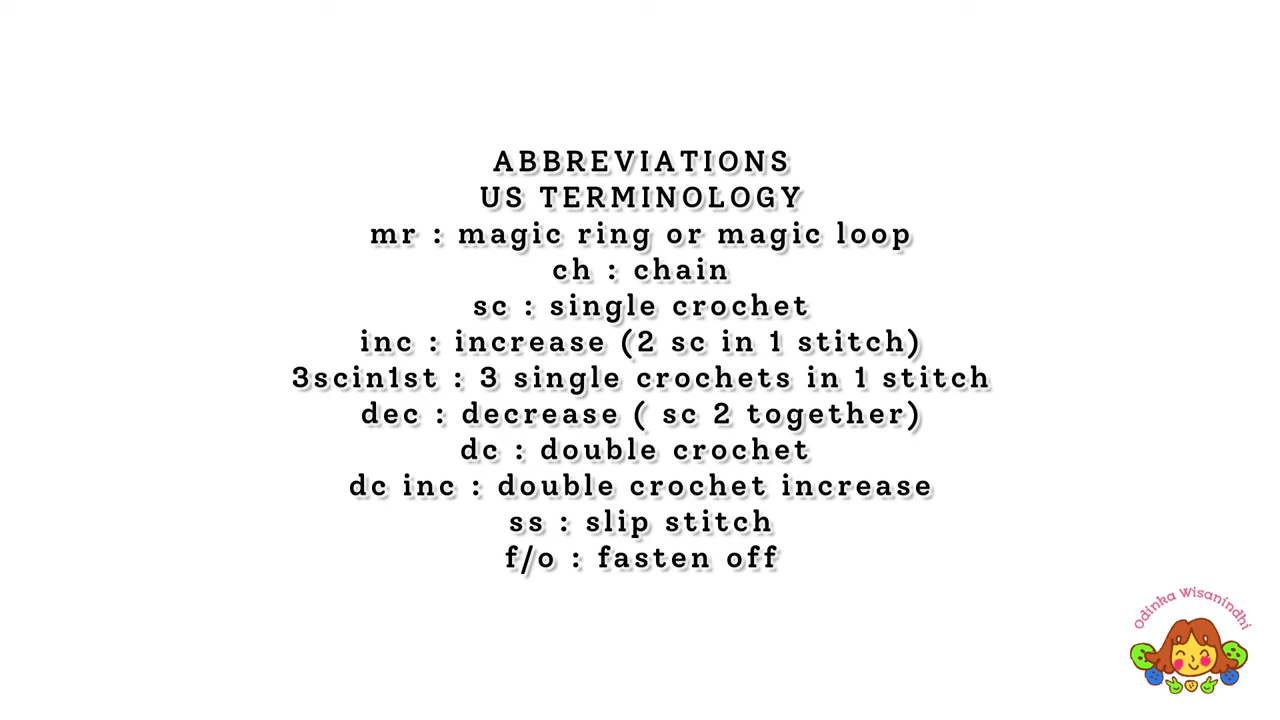 ABBREVIATIONS
US TERMINOLOGY
mr : magic ring or magic loop
ch : chain
sc : single crochet
inc : increase (2 sc in 1 stitch)
3scin1st : 3 single crochets in 1 stitch
dec : decrease ( sc 2 together)
dc : double crochet
dc inc : double crochet increase
ss : slip stitch
f/o : fasten off
Odinka Wisanindhi